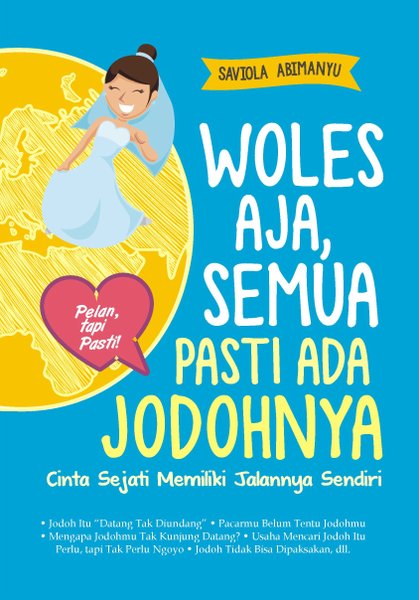 SAVIOLA ABIMANYU
WOLES
AJA,
SEMUA
PASTI ADA
JODOHNYA
Pelan,
tapi
Pasti!
Cinta Sejati Memiliki Jalannya Sendiri
• Jodoh Itu "Datang Tak Diundang" • Pacarmu Belum Tentu Jodohmu
• Mengapa Jodohmu Tak Kunjung Datang? • Usaha Mencari Jodoh Itu
Perlu, tapi Tak Perlu Ngoyo • Jodoh Tidak Bisa Dipaksakan, dll.